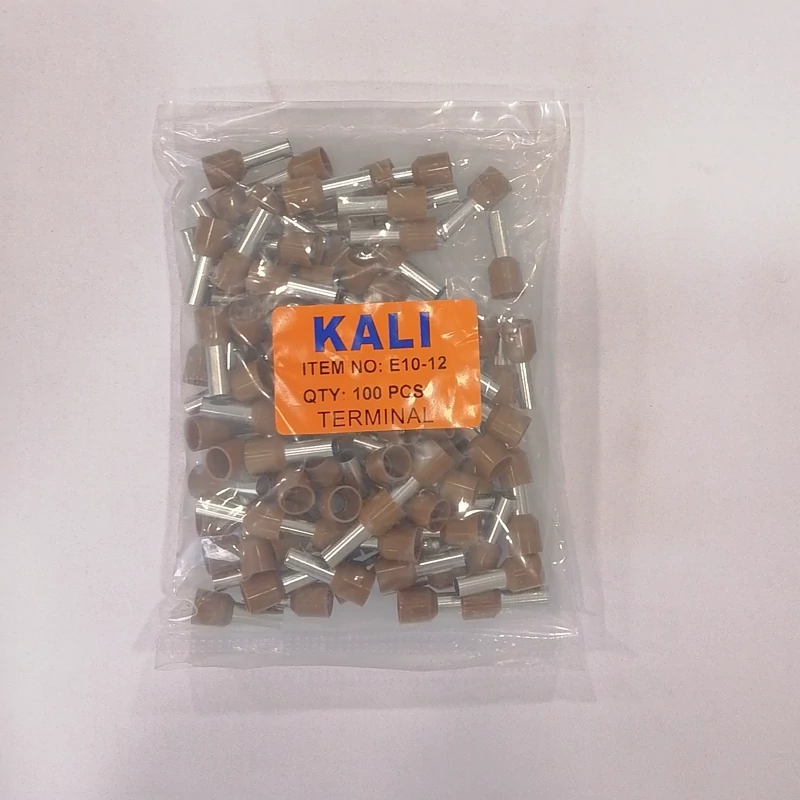 KALI
ITEM NO: E10-12
QTY: 100 PCS
TERMINAL